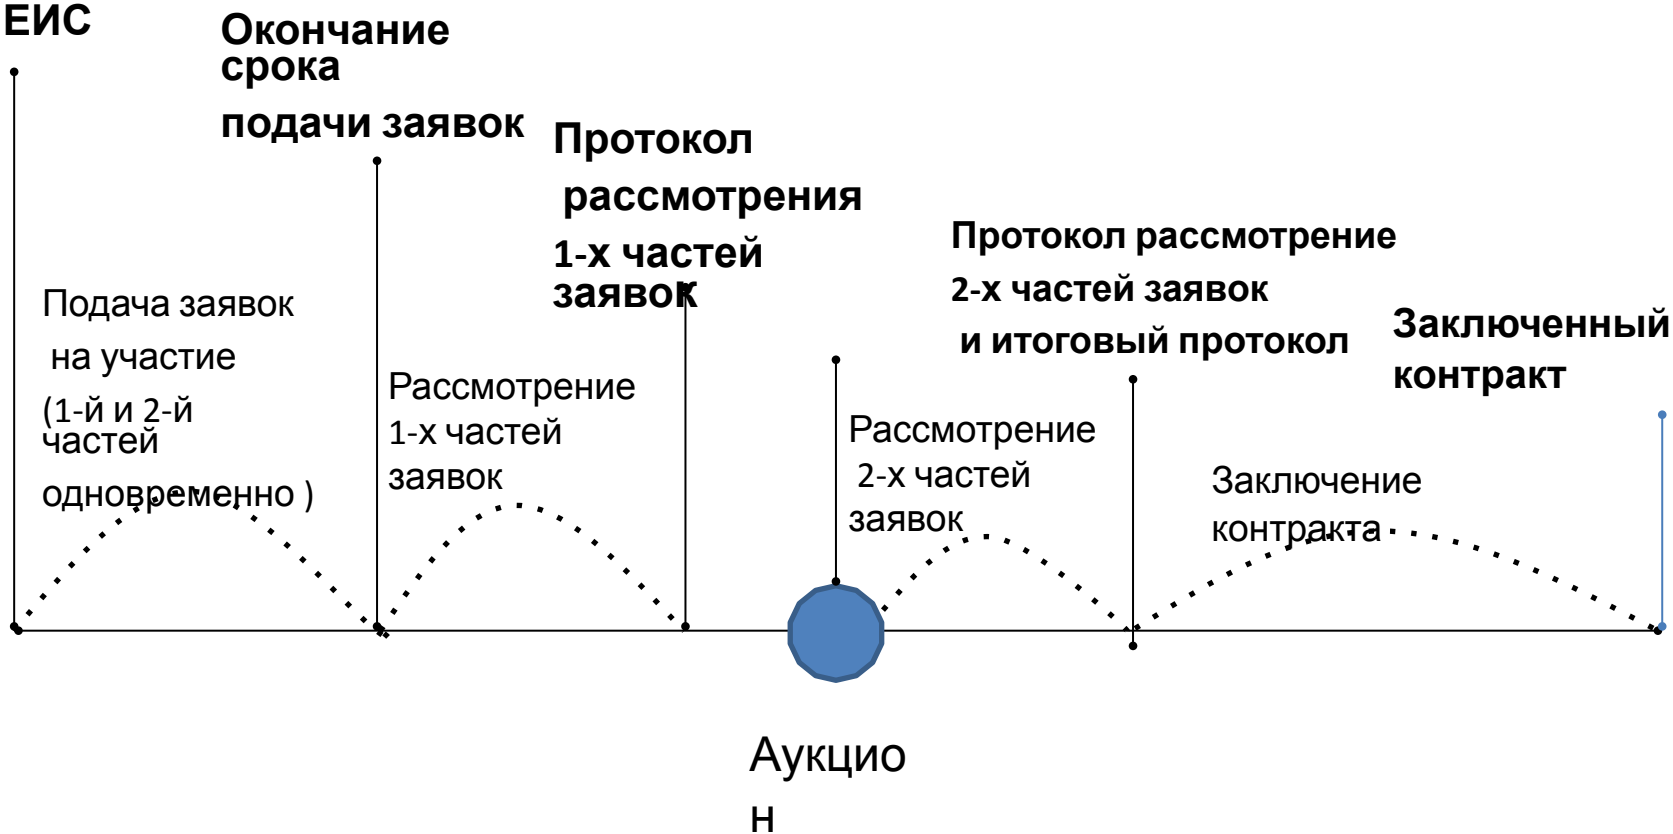 ЕИС
Окончание
срока
подачи заявок
Протокол
рассмотрения
1-х частей
заявок
Протокол рассмотрение
2-х частей заявок
и итоговый протокол
Заключенный
контракт
Подача заявок
на участие
(1-й и 2-й
частей
одновременно )
Рассмотрение
1-х частей
заявок
Рассмотрение
2-х частей
заявок
Заключение
контракта
Аукцио
н